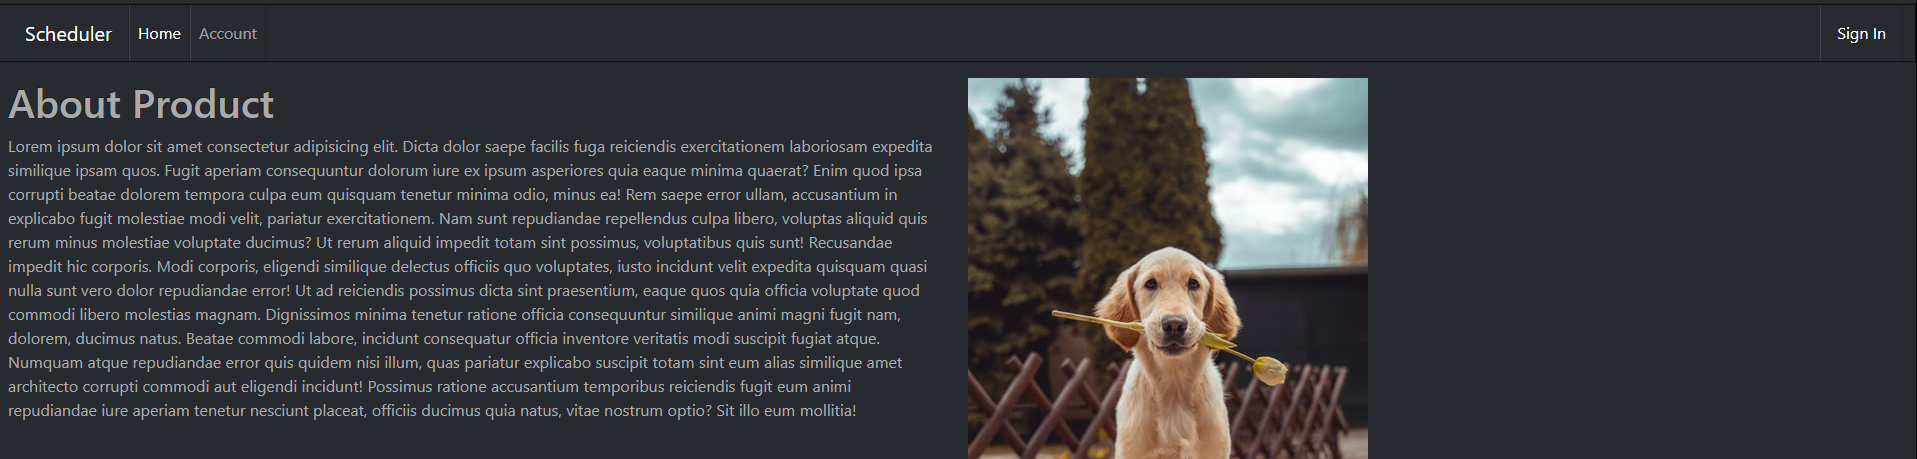 Scheduler Home Account Sign In
About Product
Lorem ipsum dolor sit amet consectetur adipisicing elit. Dicta dolor saepe facilis fuga reiciendis exercitationem laboriosam expedita
similique ipsam quos. Fugit aperiam consequuntur dolorum iure ex ipsum asperiores quia eaque minima quaerat? Enim quod ipsa
corrupti beatae dolorem tempora culpa eum quisquam tenetur minima odio, minus ea! Rem saepe error ullam, accusantium in
explicabo fugit molestiae modi velit, pariatur exercitationem. Nam sunt repudiandae repellendus culpa libero, voluptas aliquid quis
rerum minus molestiae voluptate ducimus? Ut rerum aliquid impedit totam sint possimus, voluptatibus quis sunt! Recusandae
impedit hic corporis. Modi corporis, eligendi similique delectus officiis quo voluptates, iusto incidunt velit expedita quisquam quasi
nulla sunt vero dolor repudiandae error! Ut ad reiciendis possimus dicta sint praesentium, eaque quos quia officia voluptate quod
commodi libero molestias magnam. Dignissimos minima tenetur ratione officia consequuntur similique animi magni fugit nam,
dolorem, ducimus natus. Beatae commodi labore, incidunt consequatur officia inventore veritatis modi suscipit fugiat atque.
Numquam atque repudiandae error quis quidem nisi illum, quas pariatur explicabo suscipit totam sint eum alias similique amet
architecto corrupti commodi aut eligendi incidunt! Possimus ratione accusantium temporibus reiciendis fugit eum animi
repudiandae iure aperiam tenetur nesciunt placeat, officiis ducimus quia natus, vitae nostrum optio? Sit illo eum mollitia!